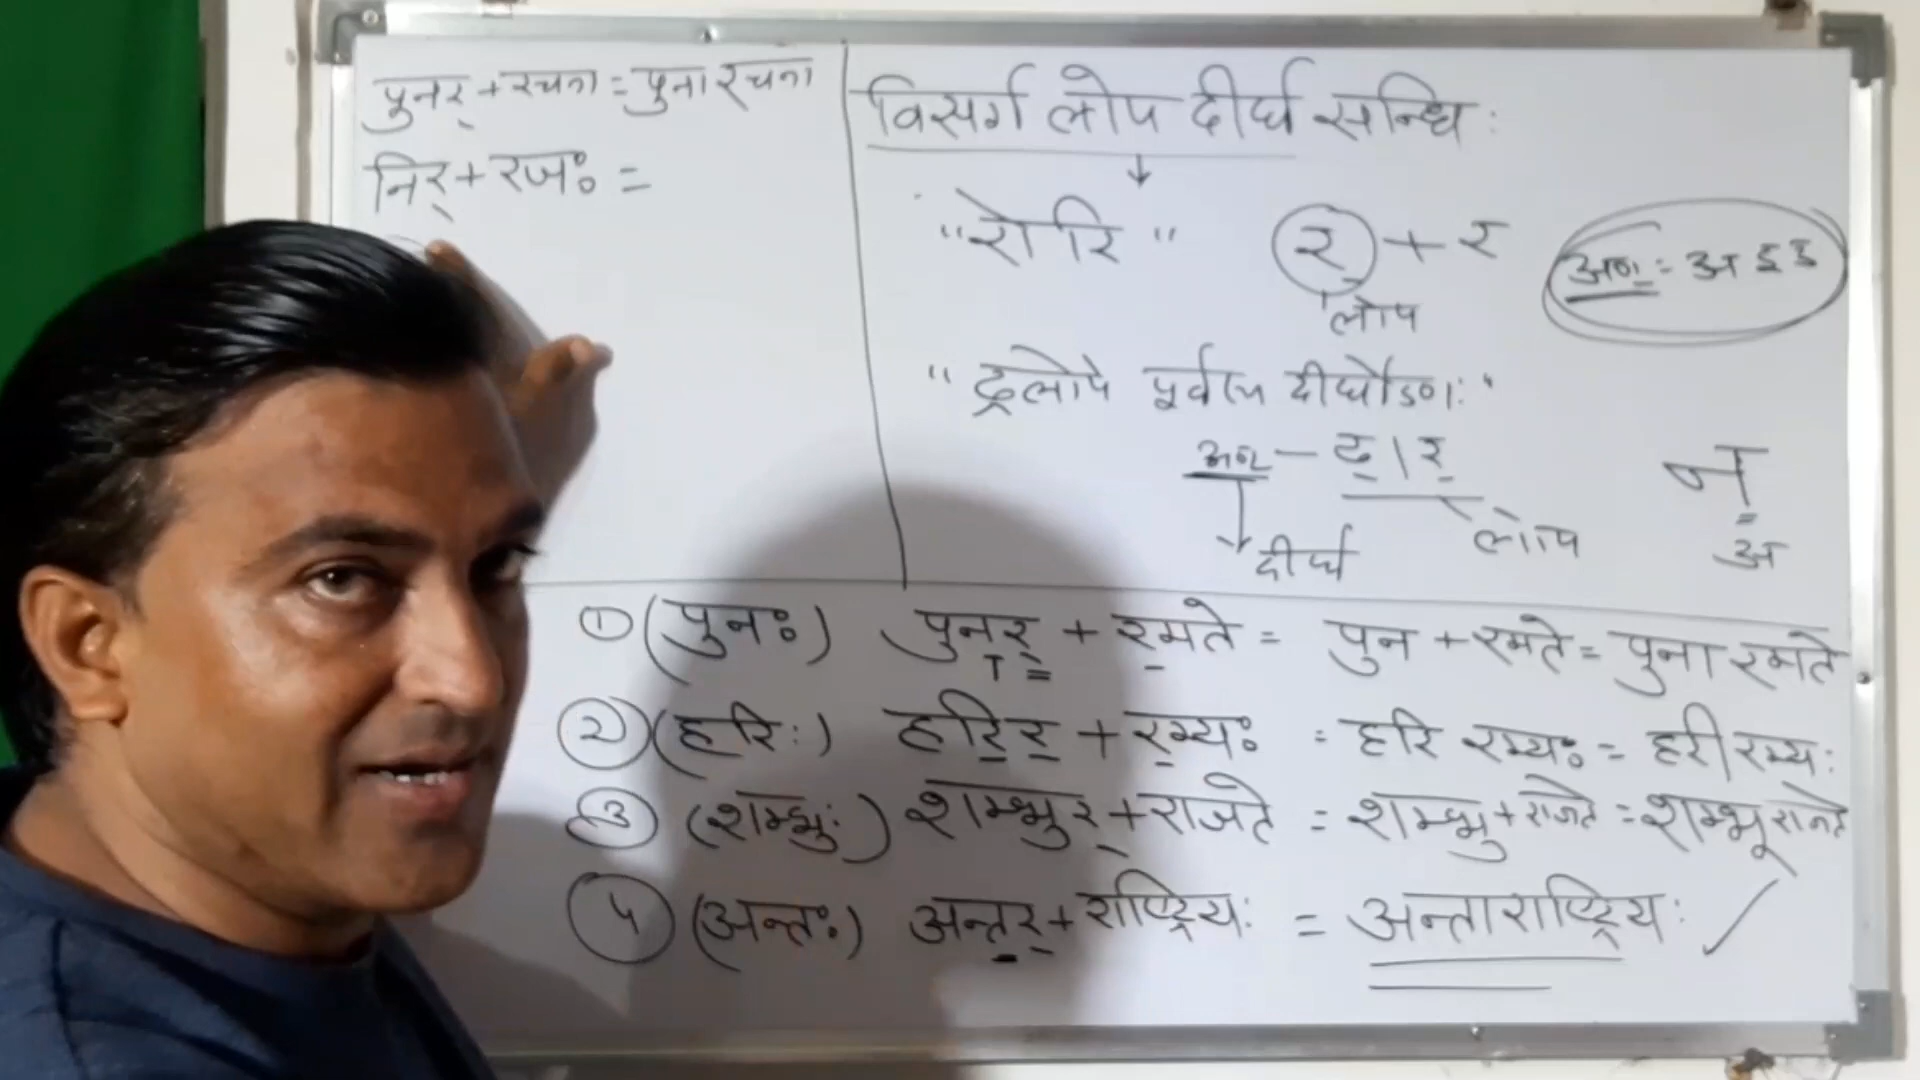 पुनर् + रचना = पुनारचना
निर् + रजः =
विसर्ग लोप दीर्घ सन्धिः
"रो रि" र् + र
लोप
अण् = अ इ उ
"ढ्रलोपे पूर्वस्य दीर्घोऽणः"
अण् - ढ् । र्
दीर्घ लोप
न्
अ
① (पुनः) पुनर् + रमते = पुन + रमते = पुनारमते
② (हरिः) हरिर् + रम्यः = हरि रम्यः = हरीरम्यः
③ (शम्भुः) शम्भुर् + राजते = शम्भु + राजते = शम्भूराजते
५ (अन्तः) अन्तर् + राष्ट्रियः = अन्ताराष्ट्रियः ✓